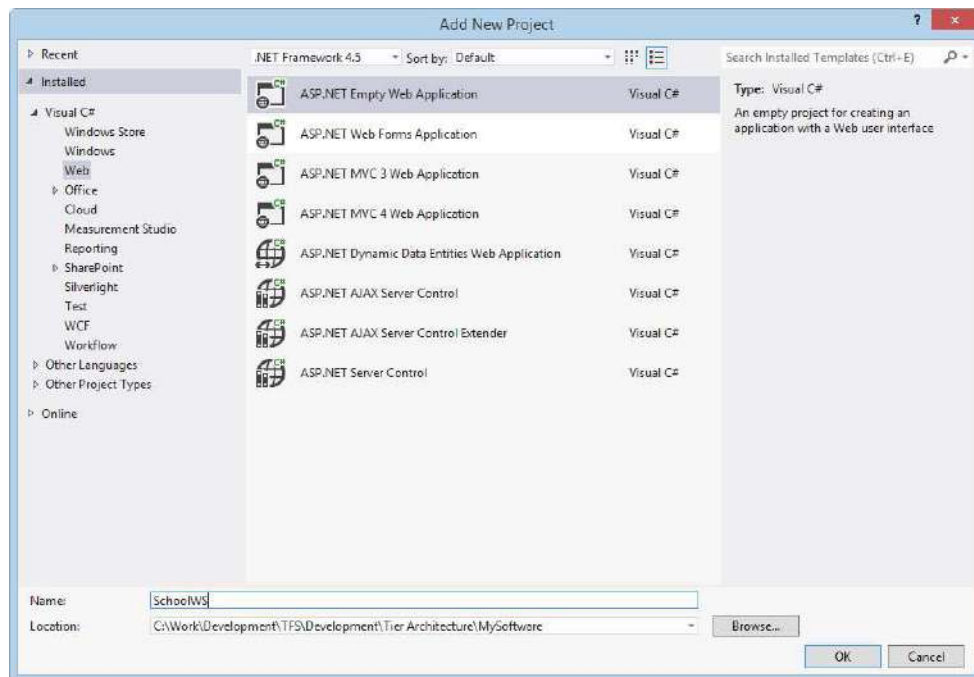 Add New Project
?
Recent
Installed
Visual C#
Windows Store
Windows
Web
Office
Cloud
Measurement Studio
Reporting
SharePoint
Silverlight
Test
WCF
Workflow
Other Languages
Other Project Types
Online
.NET Framework 4.5 Sort by: Default
ASP.NET Empty Web Application Visual C#
ASP.NET Web Forms Application Visual C#
ASP.NET MVC 3 Web Application Visual C#
ASP.NET MVC 4 Web Application Visual C#
ASP.NET Dynamic Data Entities Web Application Visual C#
ASP.NET AJAX Server Control Visual C#
ASP.NET AJAX Server Control Extender Visual C#
ASP.NET Server Control Visual C#
Search Installed Templates (Ctrl+E)
Type: Visual C#
An empty project for creating an
application with a Web user interface
Name: SchoolWS
Location: C:\Work\Development\TFS\Development\Tier Architecture\MySoftware Browse...
OK Cancel